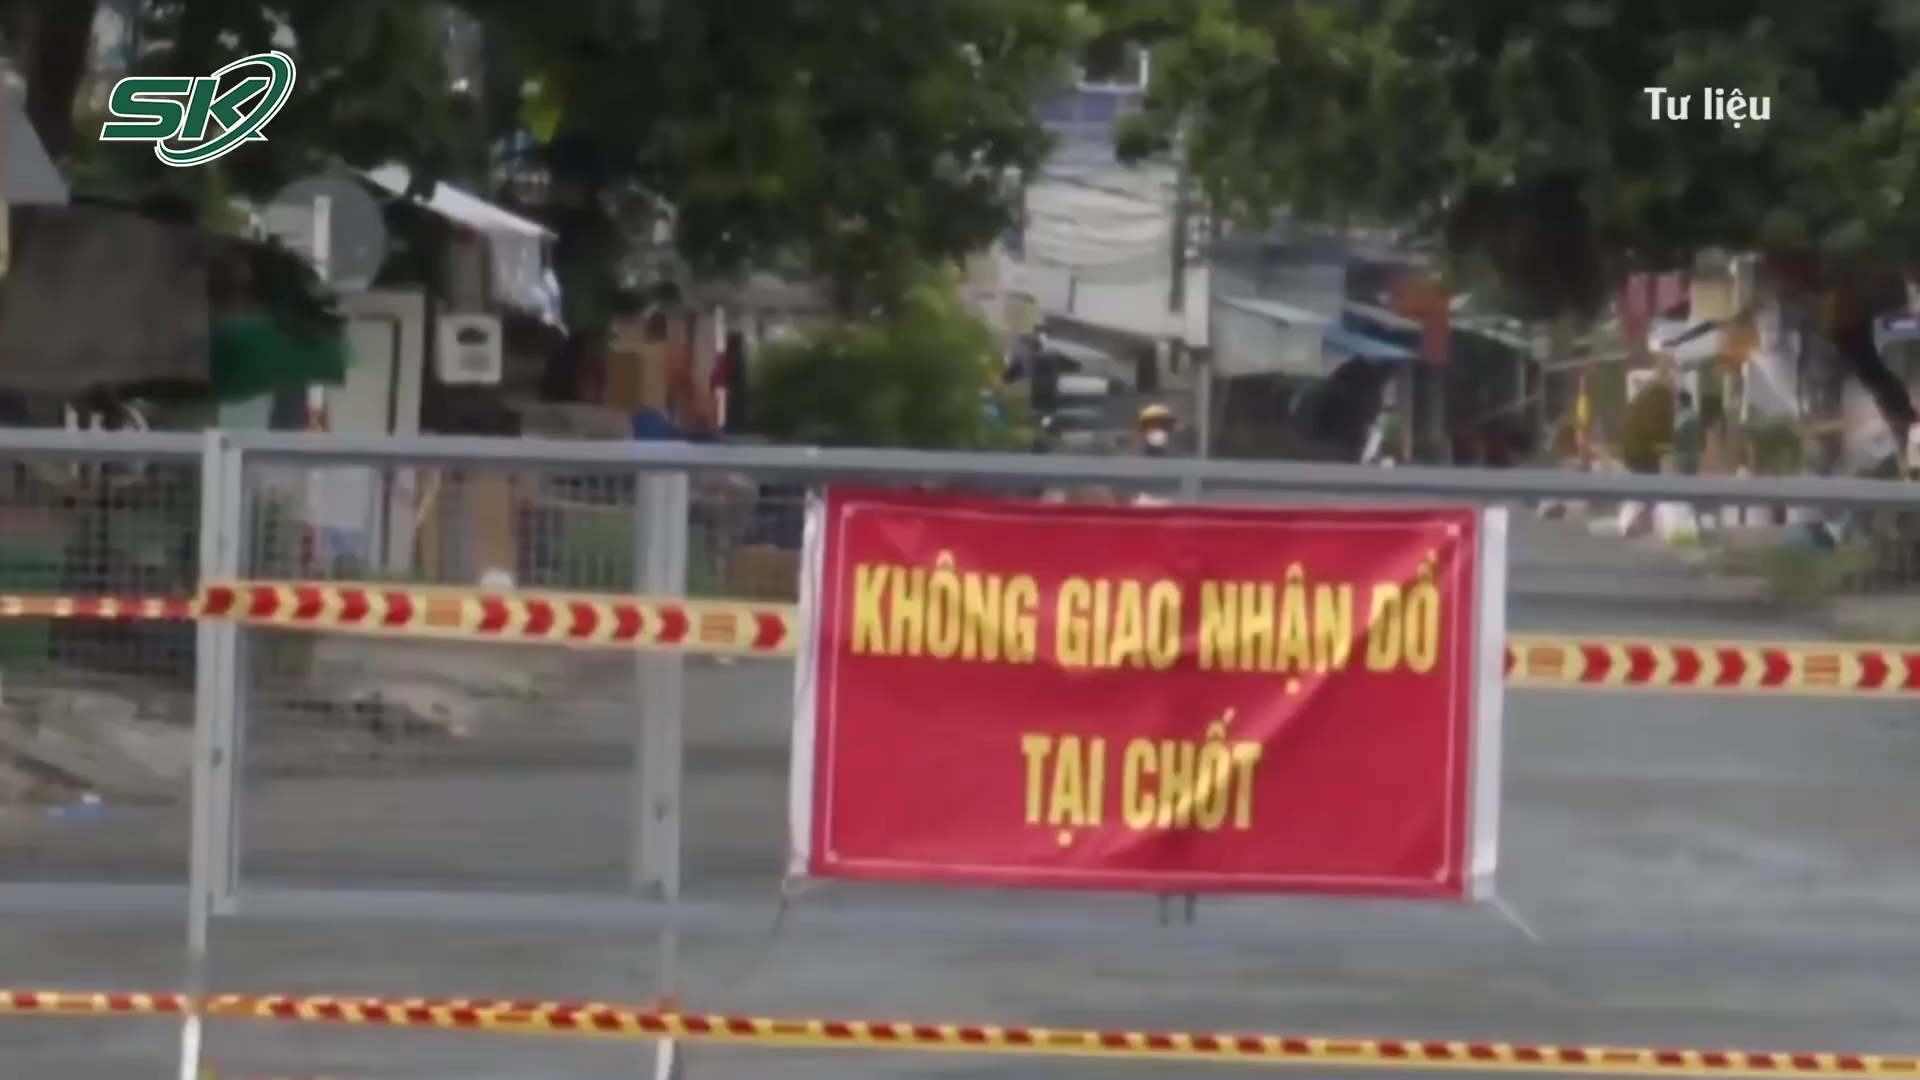 SK
Tư liệu
KHÔNG GIAO NHẬN ĐỒ
TẠI CHỐT